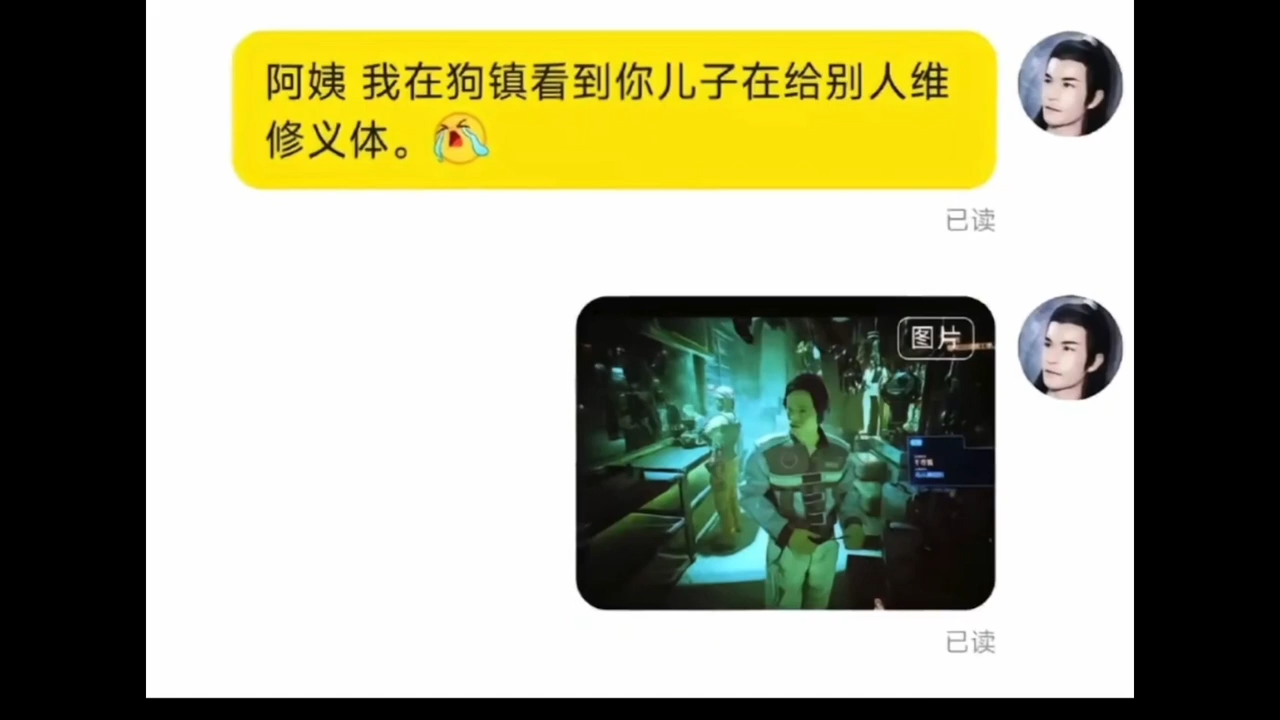 阿姨 我在狗镇看到你儿子在给别人维
修义体。😭
已读
图片
已读